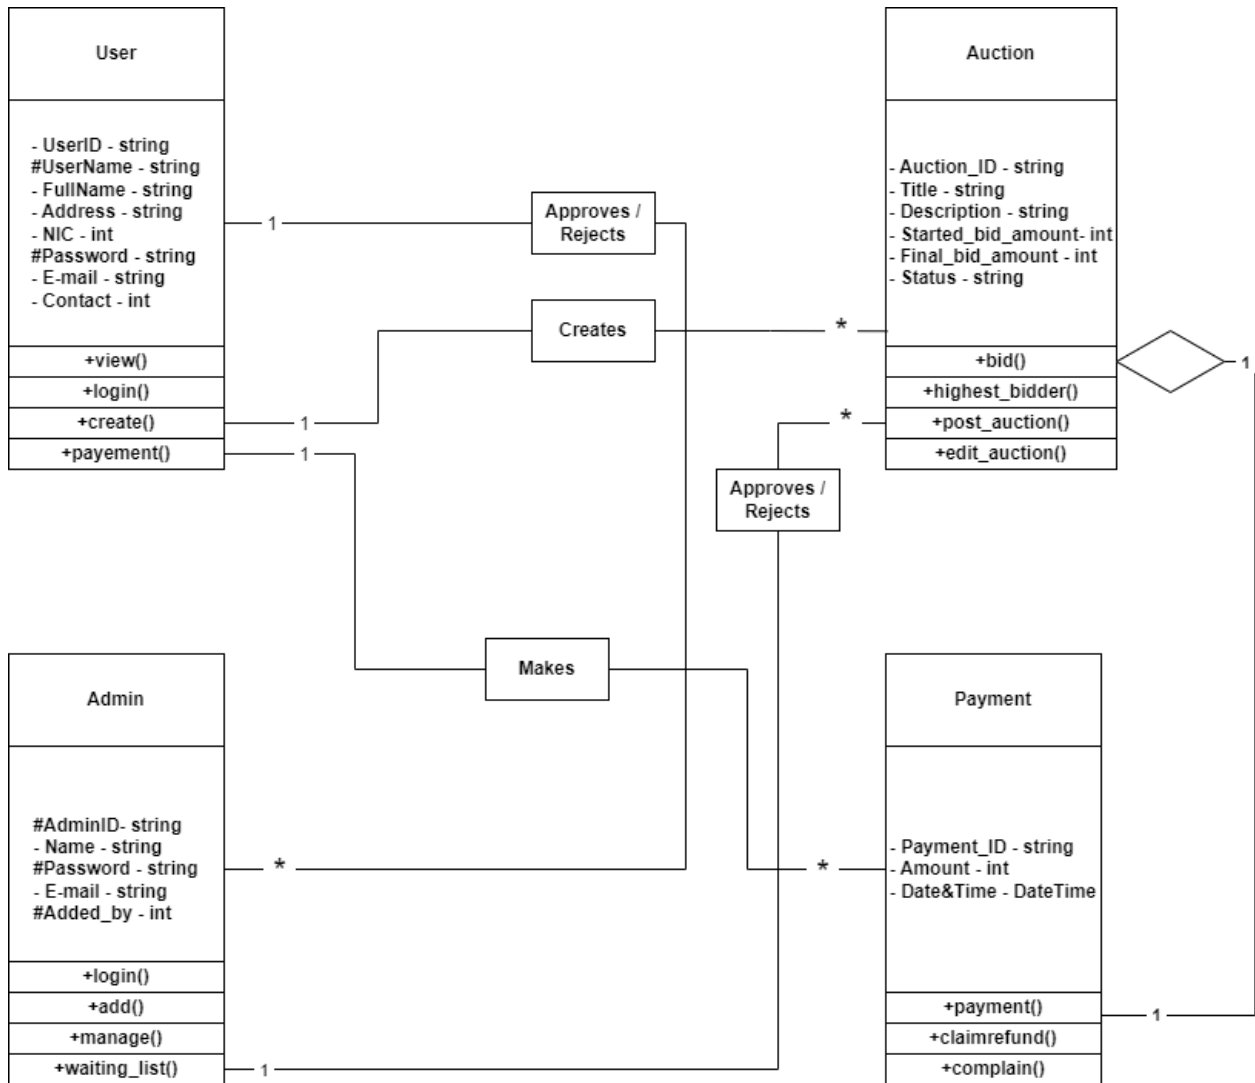 User
- UserID - string
#UserName - string
- FullName - string
- Address - string
- NIC - int
#Password - string
- E-mail - string
- Contact - int
+view()
+login()
+create()
+payement()
Auction
- Auction_ID - string
- Title - string
- Description - string
- Started_bid_amount- int
- Final_bid_amount - int
- Status - string
+bid()
+highest_bidder()
+post_auction()
+edit_auction()
1
Approves /
Rejects
1
Creates
*
1
Makes
*
Approves /
Rejects
*
1
Admin
#AdminID- string
- Name - string
#Password - string
- E-mail - string
#Added_by - int
+login()
+add()
+manage()
+waiting_list()
*
1
Payment
- Payment_ID - string
- Amount - int
- Date&Time - DateTime
+payment()
+claimrefund()
+complain()
1